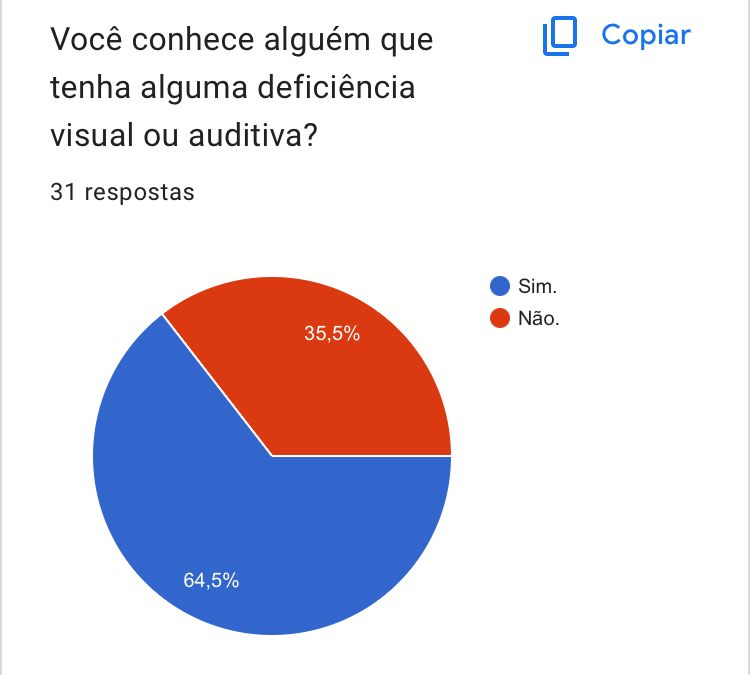 Você conhece alguém que
tenha alguma deficiência
visual ou auditiva?
Copiar
31 respostas
Sim.
Não.
35,5%
64,5%